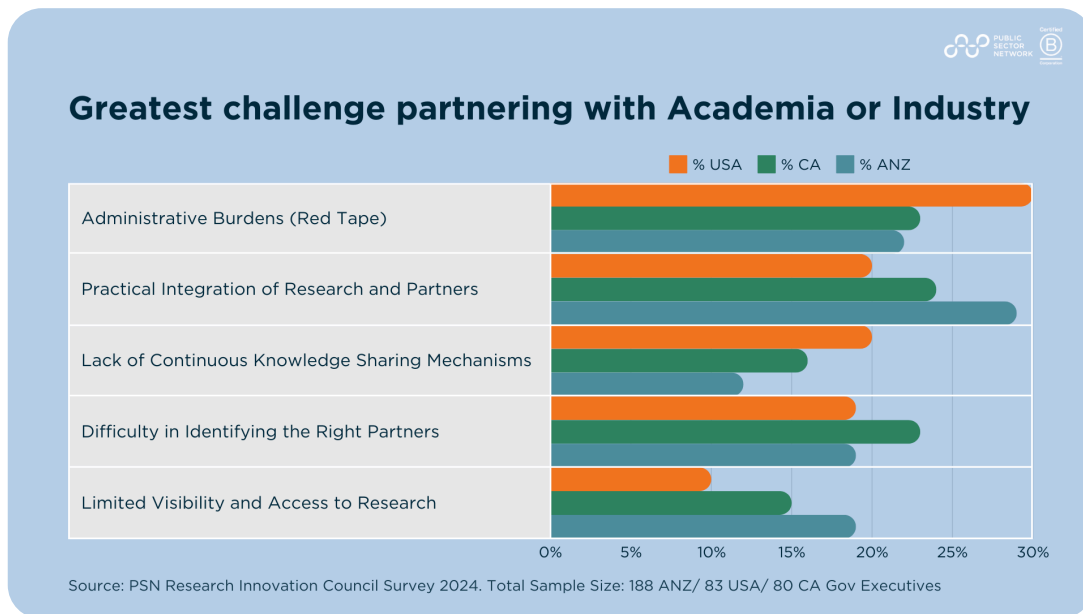 PUBLIC
SECTOR
NETWORK
Certified
B
Corporation
Greatest challenge partnering with Academia or Industry
% USA % CA % ANZ
Administrative Burdens (Red Tape)
Practical Integration of Research and Partners
Lack of Continuous Knowledge Sharing Mechanisms
Difficulty in Identifying the Right Partners
Limited Visibility and Access to Research
0% 5% 10% 15% 20% 25% 30%
Source: PSN Research Innovation Council Survey 2024. Total Sample Size: 188 ANZ/ 83 USA/ 80 CA Gov Executives